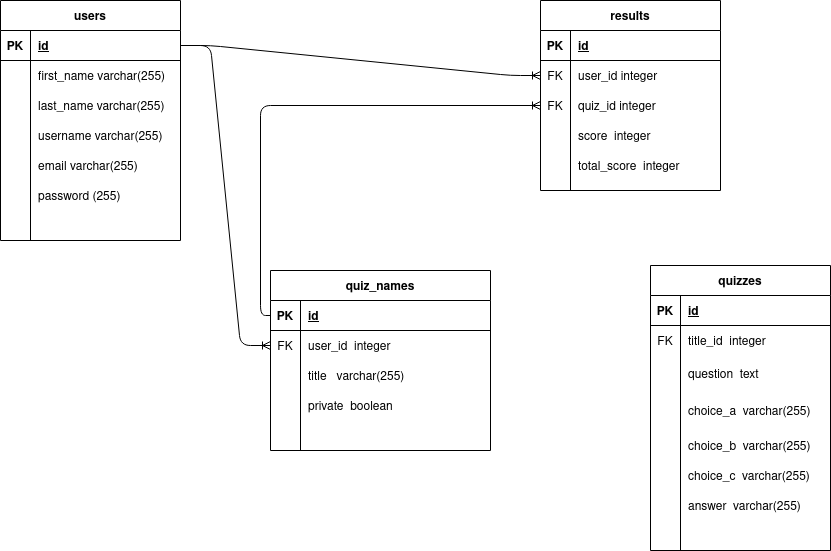 users
PK id
first_name varchar(255)
last_name varchar(255)
username varchar(255)
email varchar(255)
password (255)
results
PK id
FK user_id integer
FK quiz_id integer
score integer
total_score integer
quiz_names
PK id
FK user_id integer
title varchar(255)
private boolean
quizzes
PK id
FK title_id integer
question text
choice_a varchar(255)
choice_b varchar(255)
choice_c varchar(255)
answer varchar(255)